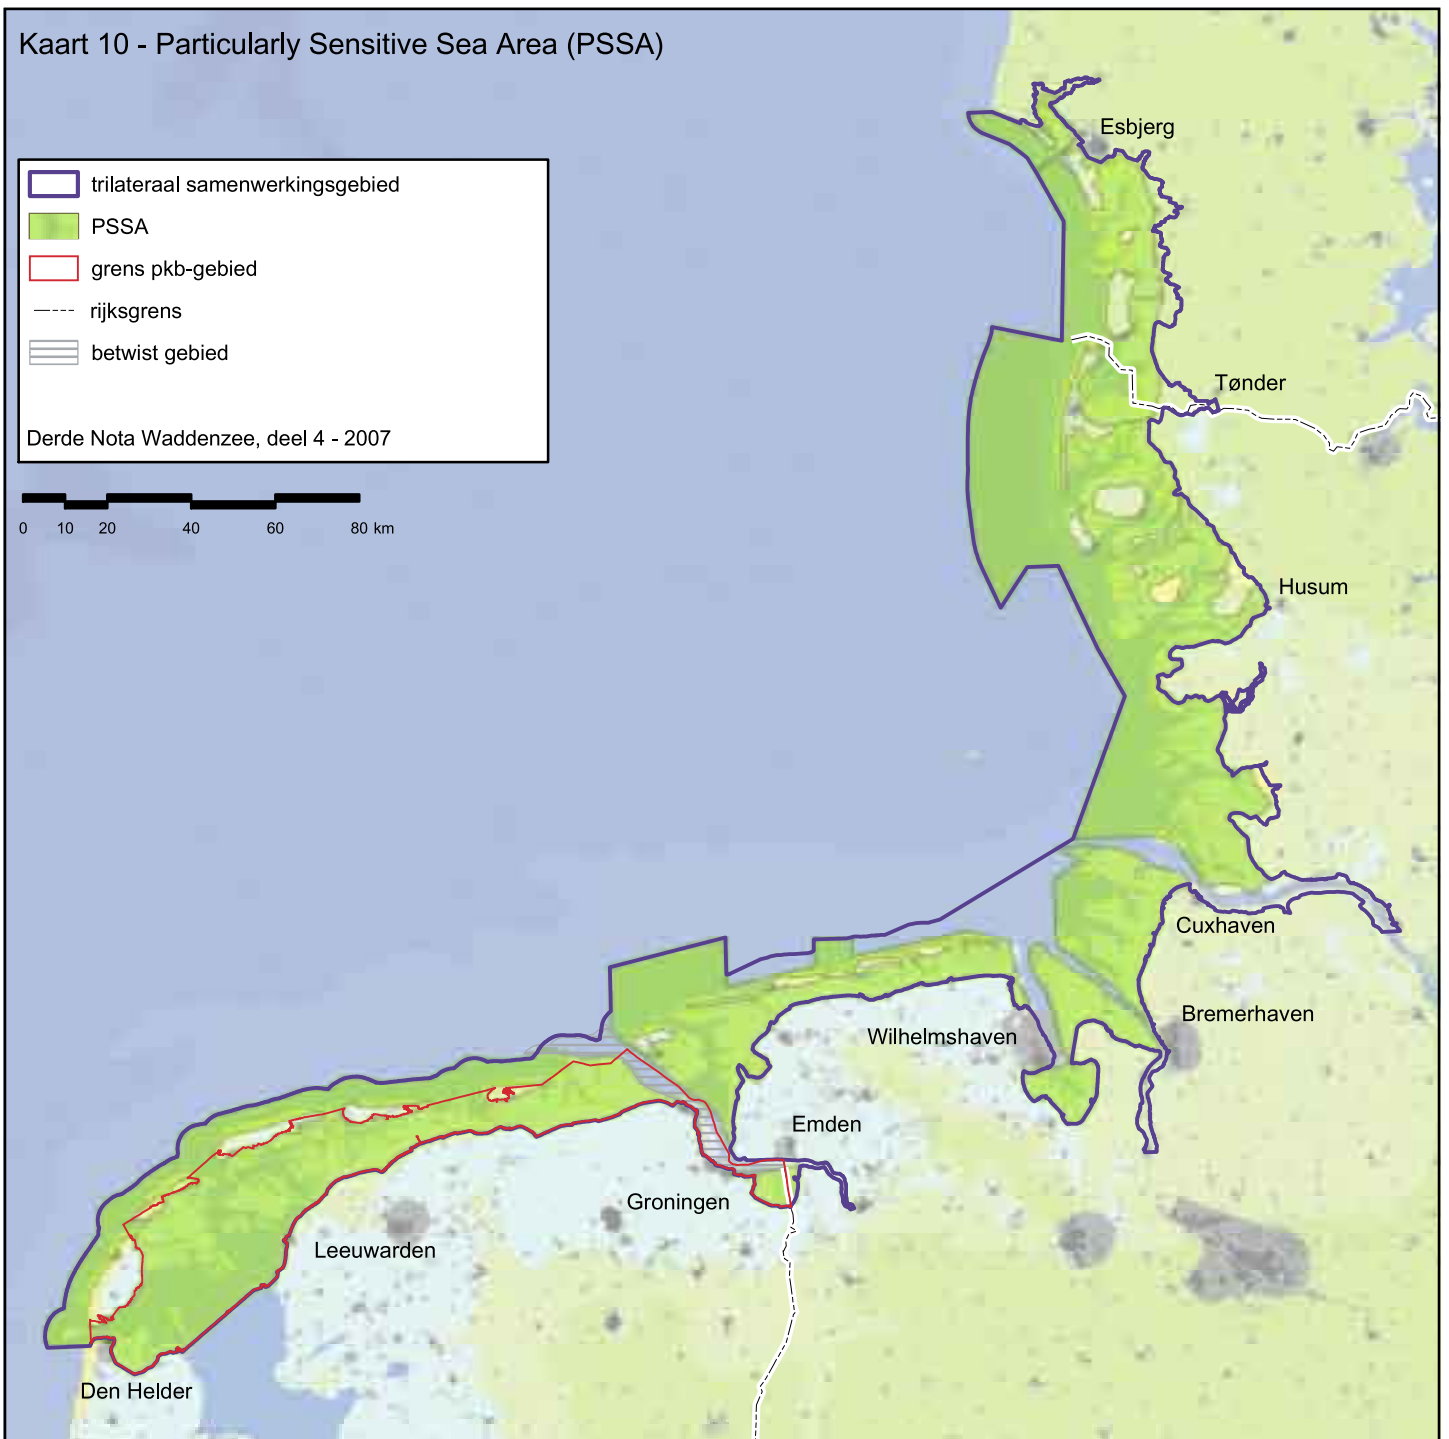 Kaart 10 - Particularly Sensitive Sea Area (PSSA)
trilateraal samenwerkingsgebied
PSSA
grens pkb-gebied
rijksgrens
betwist gebied
Derde Nota Waddenzee, deel 4 - 2007
0 10 20 40 60 80 km
Esbjerg
Tønder
Husum
Cuxhaven
Bremerhaven
Wilhelmshaven
Emden
Groningen
Leeuwarden
Den Helder